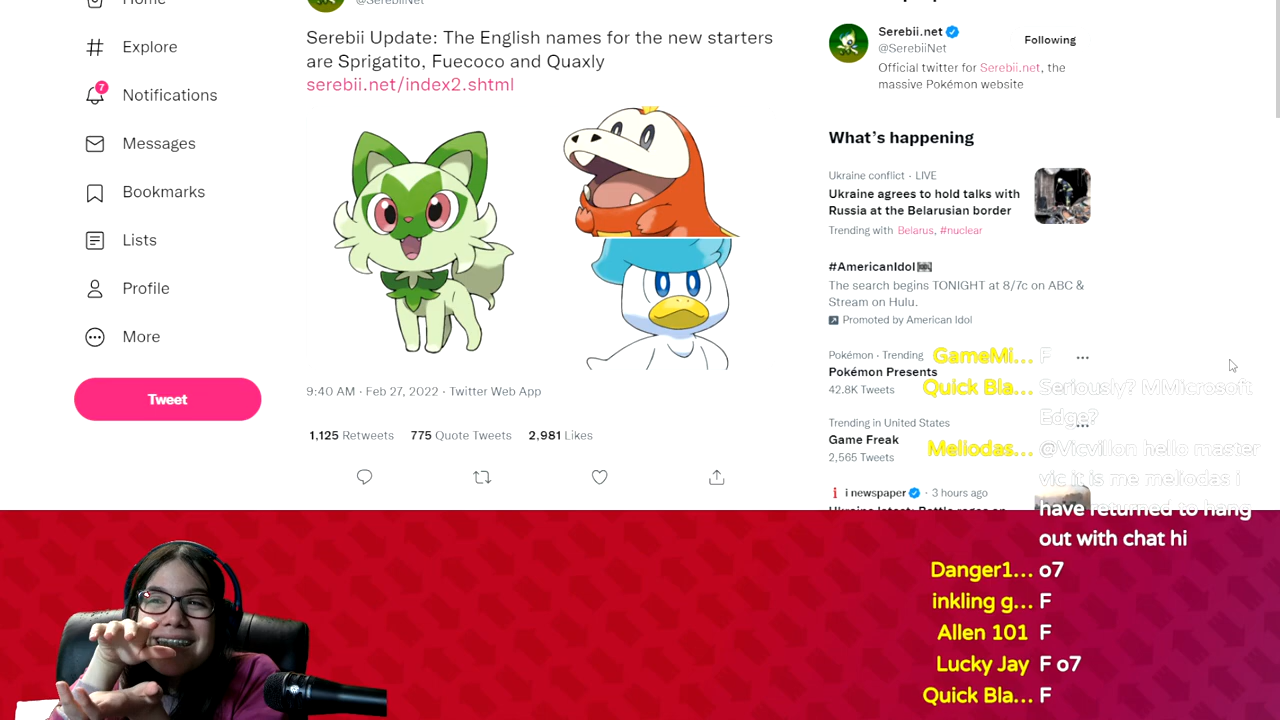 Home
Explore
7
Notifications
Messages
Bookmarks
Lists
Profile
More
Tweet
@SerebiiNet
Serebii Update: The English names for the new starters
are Sprigatito, Fuecoco and Quaxly
serebii.net/index2.shtml
9:40 AM · Feb 27, 2022 · Twitter Web App
1,125 Retweets 775 Quote Tweets 2,981 Likes
Serebii.net
@SerebiiNet
Following
Official twitter for Serebii.net, the
massive Pokémon website
What's happening
Ukraine conflict · LIVE
Ukraine agrees to hold talks with
Russia at the Belarusian border
Trending with Belarus, #nuclear
#AmericanIdol
The search begins TONIGHT at 8/7c on ABC &
Stream on Hulu.
Promoted by American Idol
Pokémon · Trending
Pokémon Presents
42.8K Tweets
Trending in United States
Game Freak
2,565 Tweets
i newspaper · 3 hours ago
GameMi... F
Quick Bla... Seriously? MMicrosoft
Edge?
Meliodas... @Vicvillon hello master
vic it is me meliodas i
have returned to hang
out with chat hi
Danger1... o7
inkling g... F
Allen 101 F
Lucky Jay F o7
Quick Bla... F